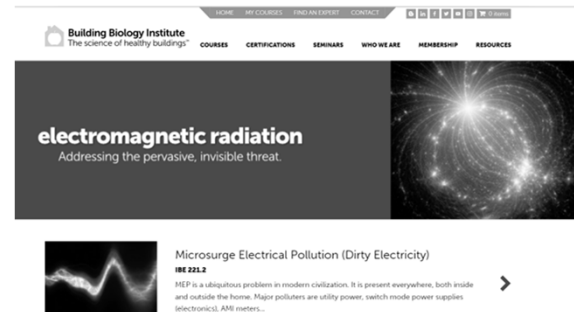 HOME MY COURSES FIND AN EXPERT CONTACT 0 items
Building Biology Institute
The science of healthy buildings™
COURSES CERTIFICATIONS SEMINARS WHO WE ARE MEMBERSHIP RESOURCES
electromagnetic radiation
Addressing the pervasive, invisible threat.
Microsurge Electrical Pollution (Dirty Electricity)
IBE 221.2
MEP is a ubiquitous problem in modern civilization. It is present everywhere, both inside
and outside the home. Major polluters are utility power, switch mode power supplies
(electronics), AMI meters...